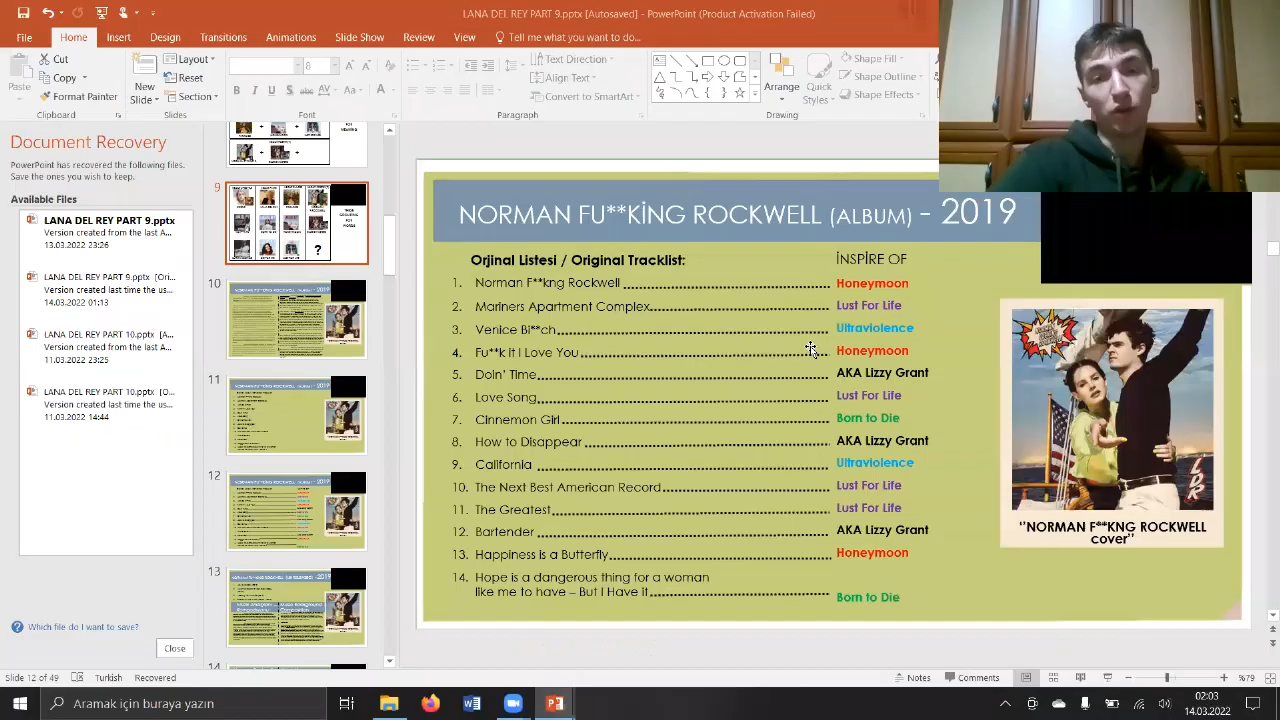 LANA DEL REY PART 9.pptx [Autosaved] - PowerPoint (Product Activation Failed)
File Home Insert Design Transitions Animations Slide Show Review View Tell me what you want to do...
Paste
Cut
Copy
Format Painter
Clipboard
New Slide
Layout
Reset
Section
Slides
8
B I U S abc AV Aa A
Paragraph
Text Direction
Align Text
Convert to SmartArt
Arrange
Quick Styles
Shape Fill
Shape Outline
Shape Effects
Drawing
Document Recovery
PowerPoint has recovered the following files.
Save the ones you wish to keep.
Available Files
LANA DEL REY PART 9.pptx
Version created from the last A...
13.03.2022 23:26
LANA DEL REY PART 9.pptx [Ori...
Version created last time the us...
14.03.2022 01:13
LANA DEL REY PART 10.pptx [A...
Version created from the last A...
13.03.2022 23:25
LANA DEL REY PART 10.pptx [...
Version created last time the us...
11.03.2022 14:44
Which file do I want to save?
Close
9
10
11
12
13
14
NORMAN FU**KİNG ROCKWELL (ALBUM) - 2019
Orjinal Listesi / Original Tracklist: İNSPİRE OF
1. Norman F**king Rockwell Honeymoon
2. Mariners Apartment Complex Lust For Life
3. Venice Bi**ch Ultraviolence
4. F**k It I Love You Honeymoon
5. Doin' Time AKA Lizzy Grant
6. Love Song Lust For Life
7. Cinnamon Girl Born to Die
8. How to Disappear AKA Lizzy Grant
9. California Ultraviolence
10. The Next American Record Lust For Life
11. The Greatest Lust For Life
12. Bartender AKA Lizzy Grant
13. Happiness is a Butterfly Honeymoon
14. Hope is a dangerous thing for a woman
like me to have – But I Have it Born to Die
''NORMAN F**KNG ROCKWELL
cover''
Slide 12 of 49 Turkish Recovered Notes Comments %79
Aramak için buraya yazın
02:03
14.03.2022